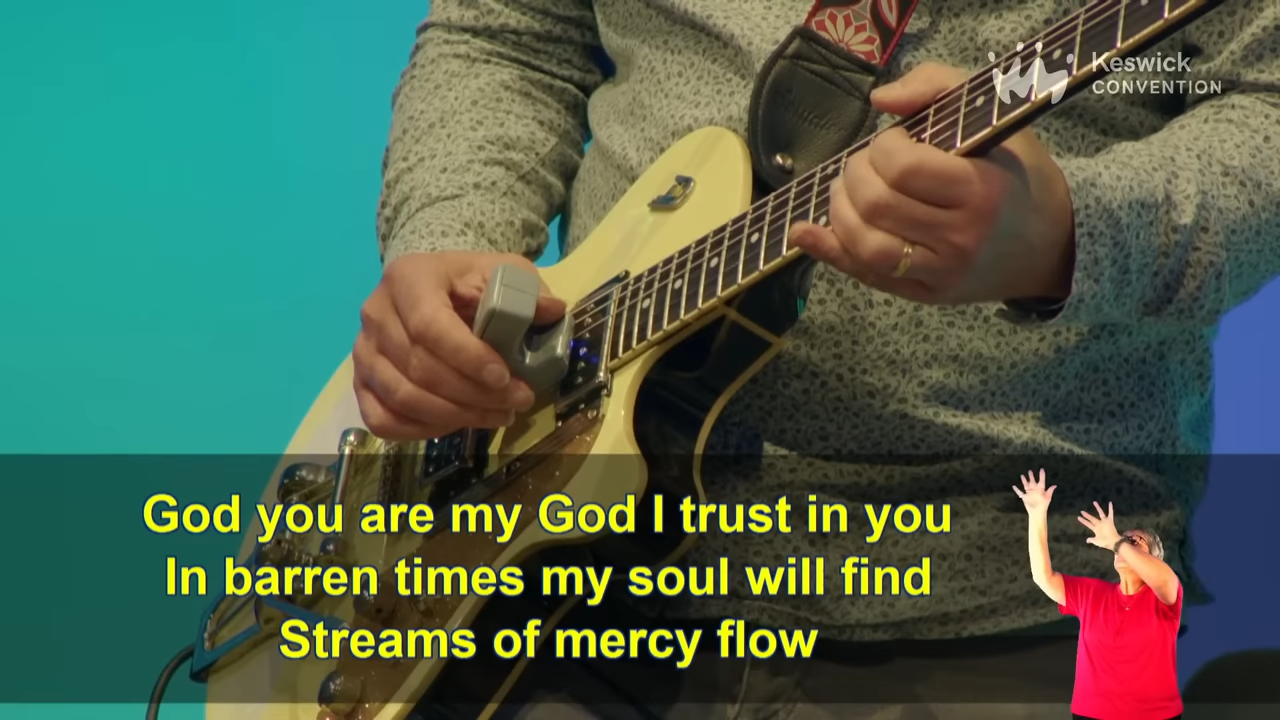 Keswick
CONVENTION
God you are my God I trust in you
In barren times my soul will find
Streams of mercy flow